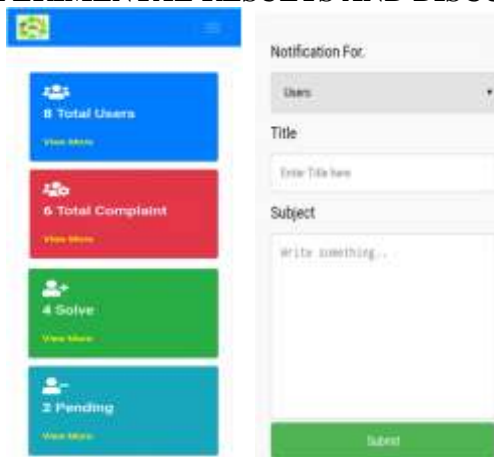 8 Total Users
View More
6 Total Complaint
View More
4 Solve
View More
2 Pending
View More
Notification For.
Users
Title
Enter Title here
Subject
Write something..
Submit